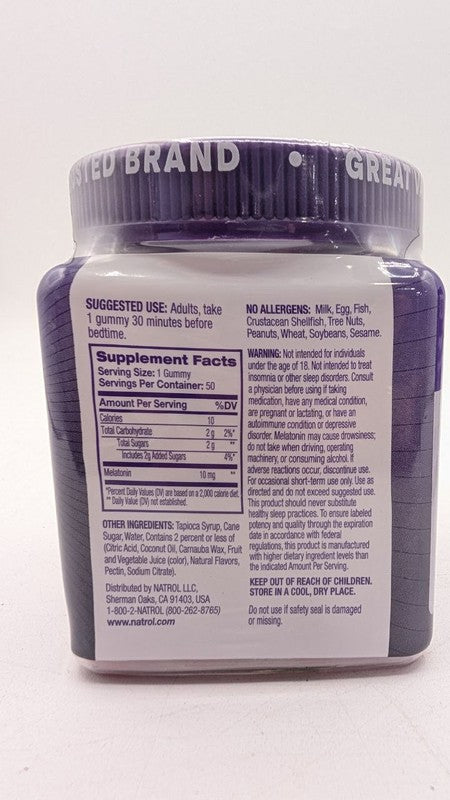 STED BRAND • GREAT V
SUGGESTED USE: Adults, take
1 gummy 30 minutes before
bedtime.
Supplement Facts
Serving Size: 1 Gummy
Servings Per Container: 50
Amount Per Serving %DV
Calories 10
Total Carbohydrate 2 g 2%*
Total Sugars 2 g **
Includes 2g Added Sugars 4%*
Melatonin 10 mg **
*Percent Daily Values (DV) are based on a 2,000 calorie diet.
** Daily Value (DV) not established.
OTHER INGREDIENTS: Tapioca Syrup, Cane
Sugar, Water, Contains 2 percent or less of
(Citric Acid, Coconut Oil, Carnauba Wax, Fruit
and Vegetable Juice (color), Natural Flavors,
Pectin, Sodium Citrate).
Distributed by NATROL LLC,
Sherman Oaks, CA 91403, USA
1-800-2-NATROL (800-262-8765)
www.natrol.com
NO ALLERGENS: Milk, Egg, Fish,
Crustacean Shellfish, Tree Nuts,
Peanuts, Wheat, Soybeans, Sesame.
WARNING: Not intended for individuals
under the age of 18. Not intended to treat
insomnia or other sleep disorders. Consult
a physician before using if taking
medication, have any medical condition,
are pregnant or lactating, or have an
autoimmune condition or depressive
disorder. Melatonin may cause drowsiness;
do not take when driving, operating
machinery, or consuming alcohol. If
adverse reactions occur, discontinue use.
For occasional short-term use only. Use as
directed and do not exceed suggested use.
This product should never substitute
healthy sleep practices. To ensure labeled
potency and quality through the expiration
date in accordance with federal
regulations, this product is manufactured
with higher dietary ingredient levels than
the indicated Amount Per Serving.
KEEP OUT OF REACH OF CHILDREN.
STORE IN A COOL, DRY PLACE.
Do not use if safety seal is damaged
or missing.